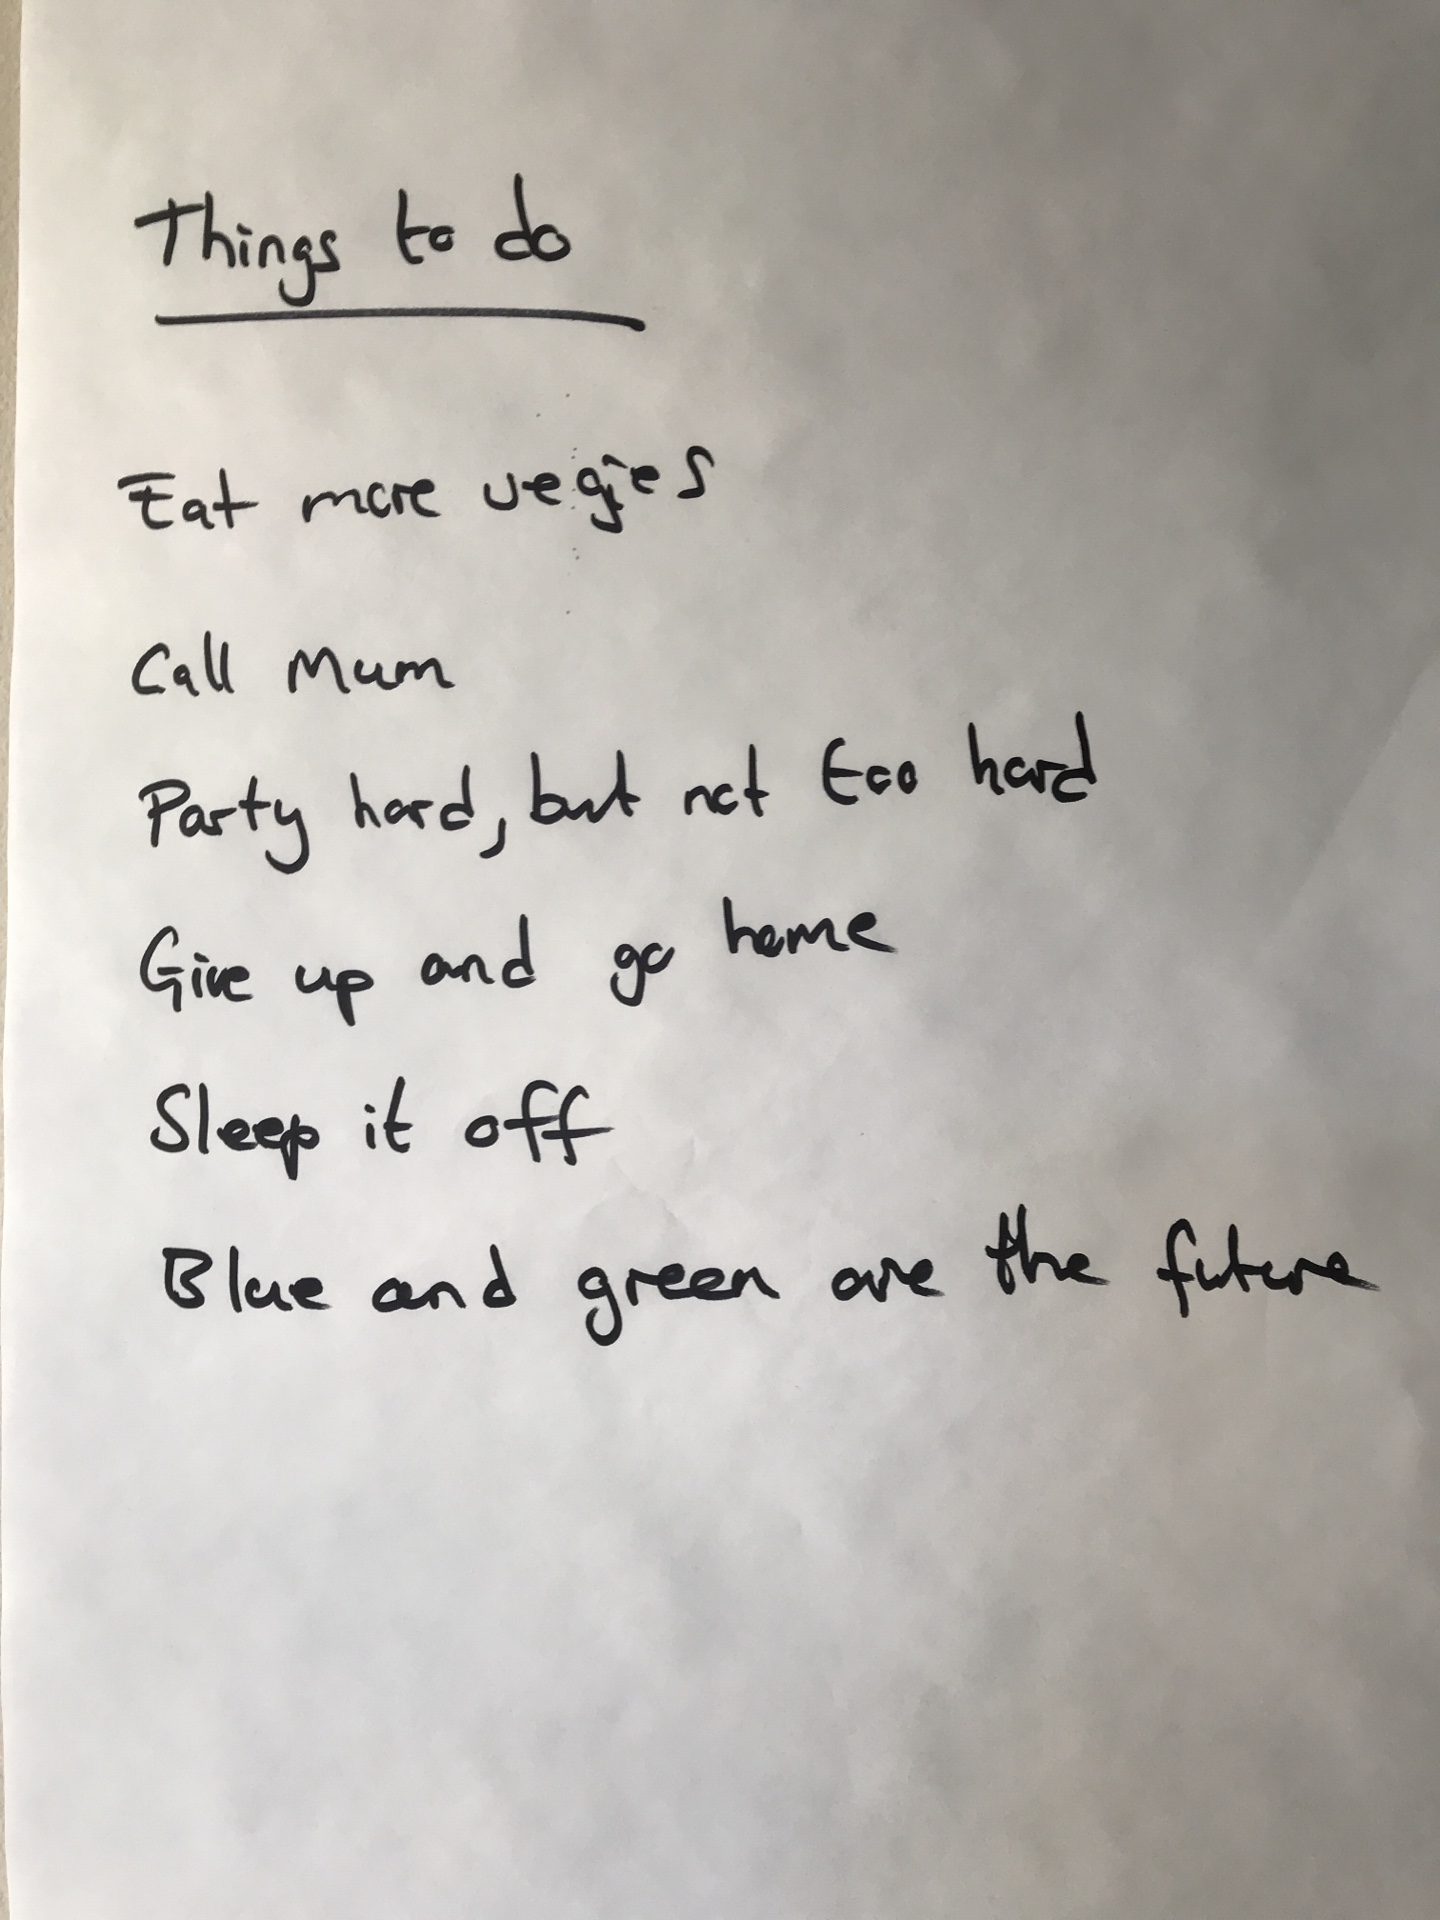 Things to do
Eat more vegies
Call Mum
Party hard, but not too hard
Give up and go home
Sleep it off
Blue and green are the future